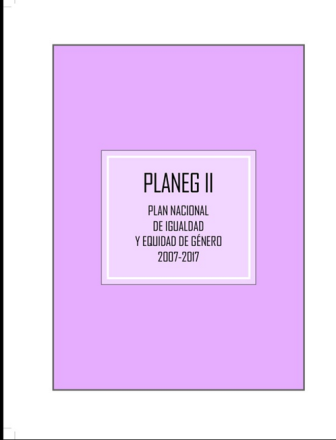 PLANEG II
PLAN NACIONAL
DE IGUALDAD
Y EQUIDAD DE GÉNERO
2007-2017